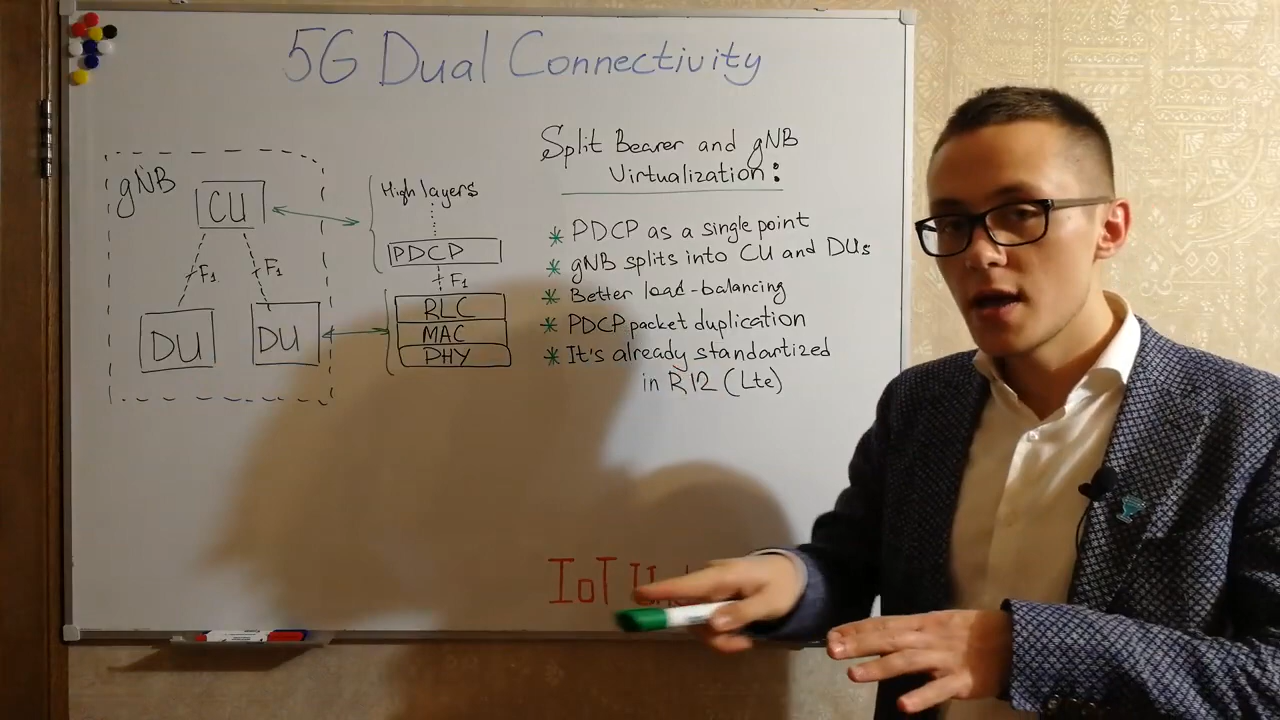 5G Dual Connectivity
gNB
CU
F1
F1
DU
DU
High layers
PDCP
F1
RLC
MAC
PHY
Split Bearer and gNB
Virtualization:
* PDCP as a single point
* gNB splits into CU and DUs
* Better load-balancing
* PDCP packet duplication
* It's already standartized
in R12 (Lte)
IoT